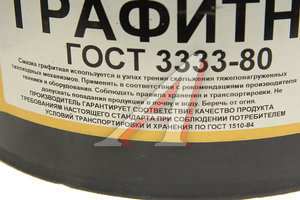 ГРАФИТН
ГОСТ 3333-80
Смазка графитная используется в узлах трения скольжения тяжелонагруженных
тихоходных механизмов. Применять в соответствии с рекомендациями производителя
техники и оборудования. Соблюдать правила хранения и транспортировки. Не
допускать попадания продукции в почву и воду. Беречь от огня.
ПРОИЗВОДИТЕЛЬ ГАРАНТИРУЕТ СООТВЕТСТВИЕ КАЧЕСТВА ПРОДУКЦИИ
ТРЕБОВАНИЯМ НАСТОЯЩЕГО СТАНДАРТА ПРИ СОБЛЮДЕНИИ ПОТРЕБИТЕЛЕМ
УСЛОВИЙ ТРАНСПОРТИРОВКИ И ХРАНЕНИЯ ПО ГОСТ 1510-84